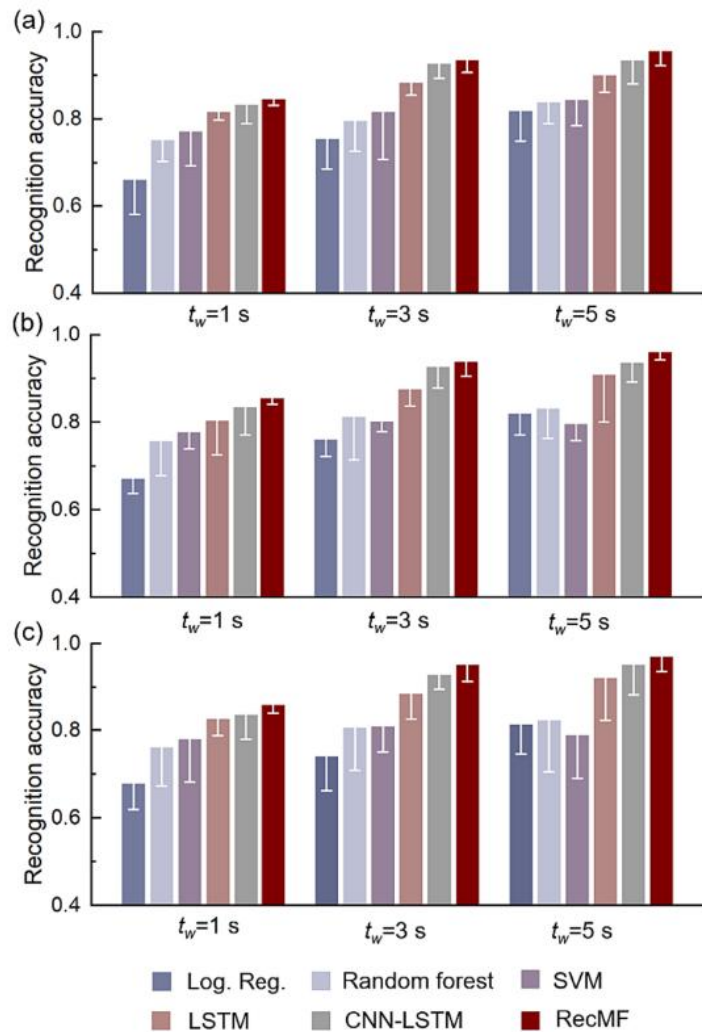 (a)
Recognition accuracy
1.0
0.8
0.6
0.4
t_w=1 s t_w=3 s t_w=5 s
(b)
Recognition accuracy
1.0
0.8
0.6
0.4
t_w=1 s t_w=3 s t_w=5 s
(c)
Recognition accuracy
1.0
0.8
0.6
0.4
t_w=1 s t_w=3 s t_w=5 s
Log. Reg. Random forest SVM
LSTM CNN-LSTM RecMF